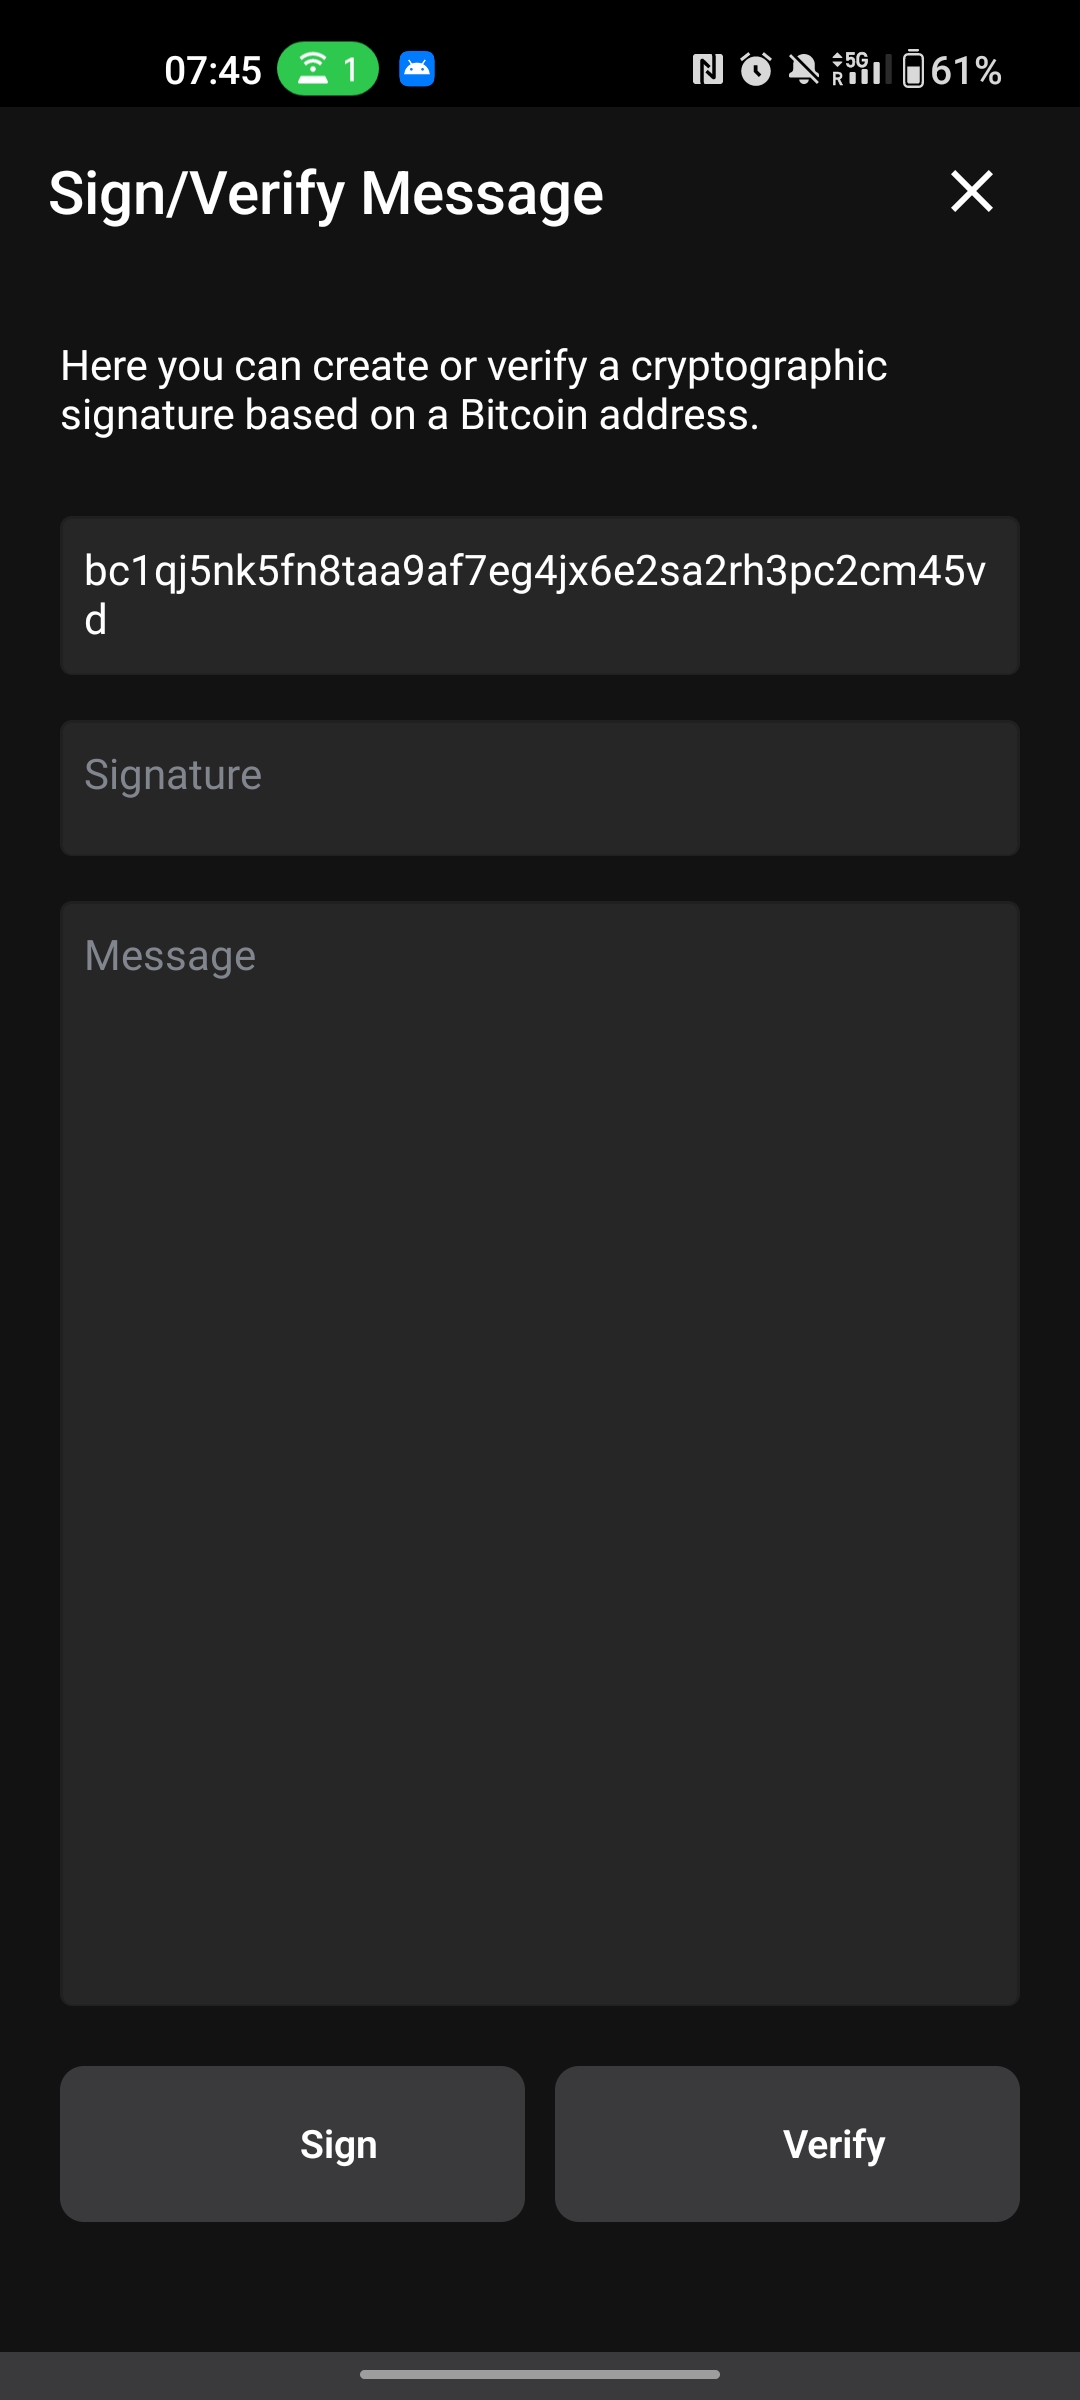 07:45 1 5G R 61%
Sign/Verify Message
Here you can create or verify a cryptographic
signature based on a Bitcoin address.
bc1qj5nk5fn8taa9af7eg4jx6e2sa2rh3pc2cm45v
d
Signature
Message
Sign Verify